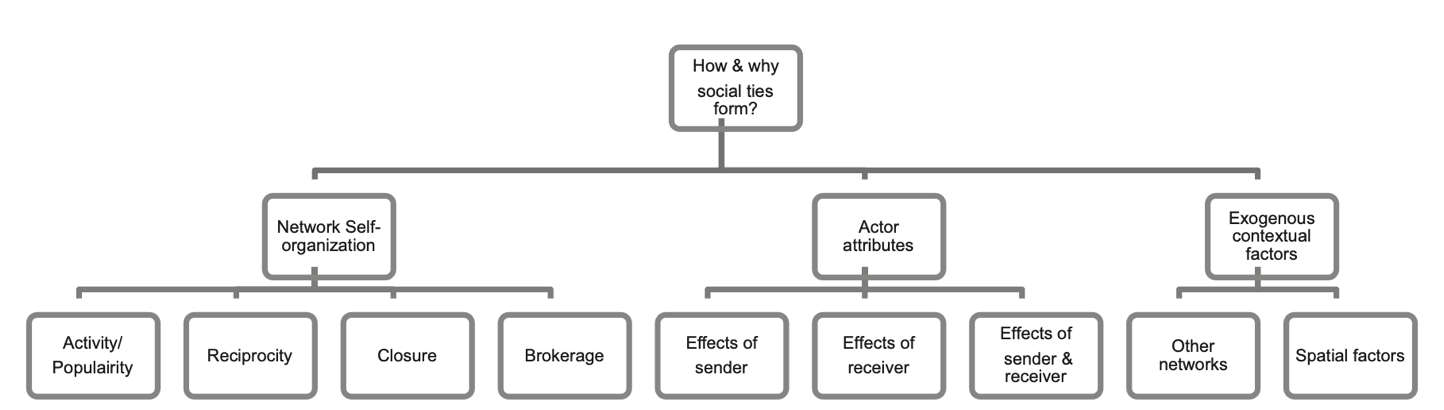 How & why
social ties
form?
Network Self-
organization
Actor
attributes
Exogenous
contextual
factors
Activity/
Populairity
Reciprocity
Closure
Brokerage
Effects of
sender
Effects of
receiver
Effects of
sender &
receiver
Other
networks
Spatial factors